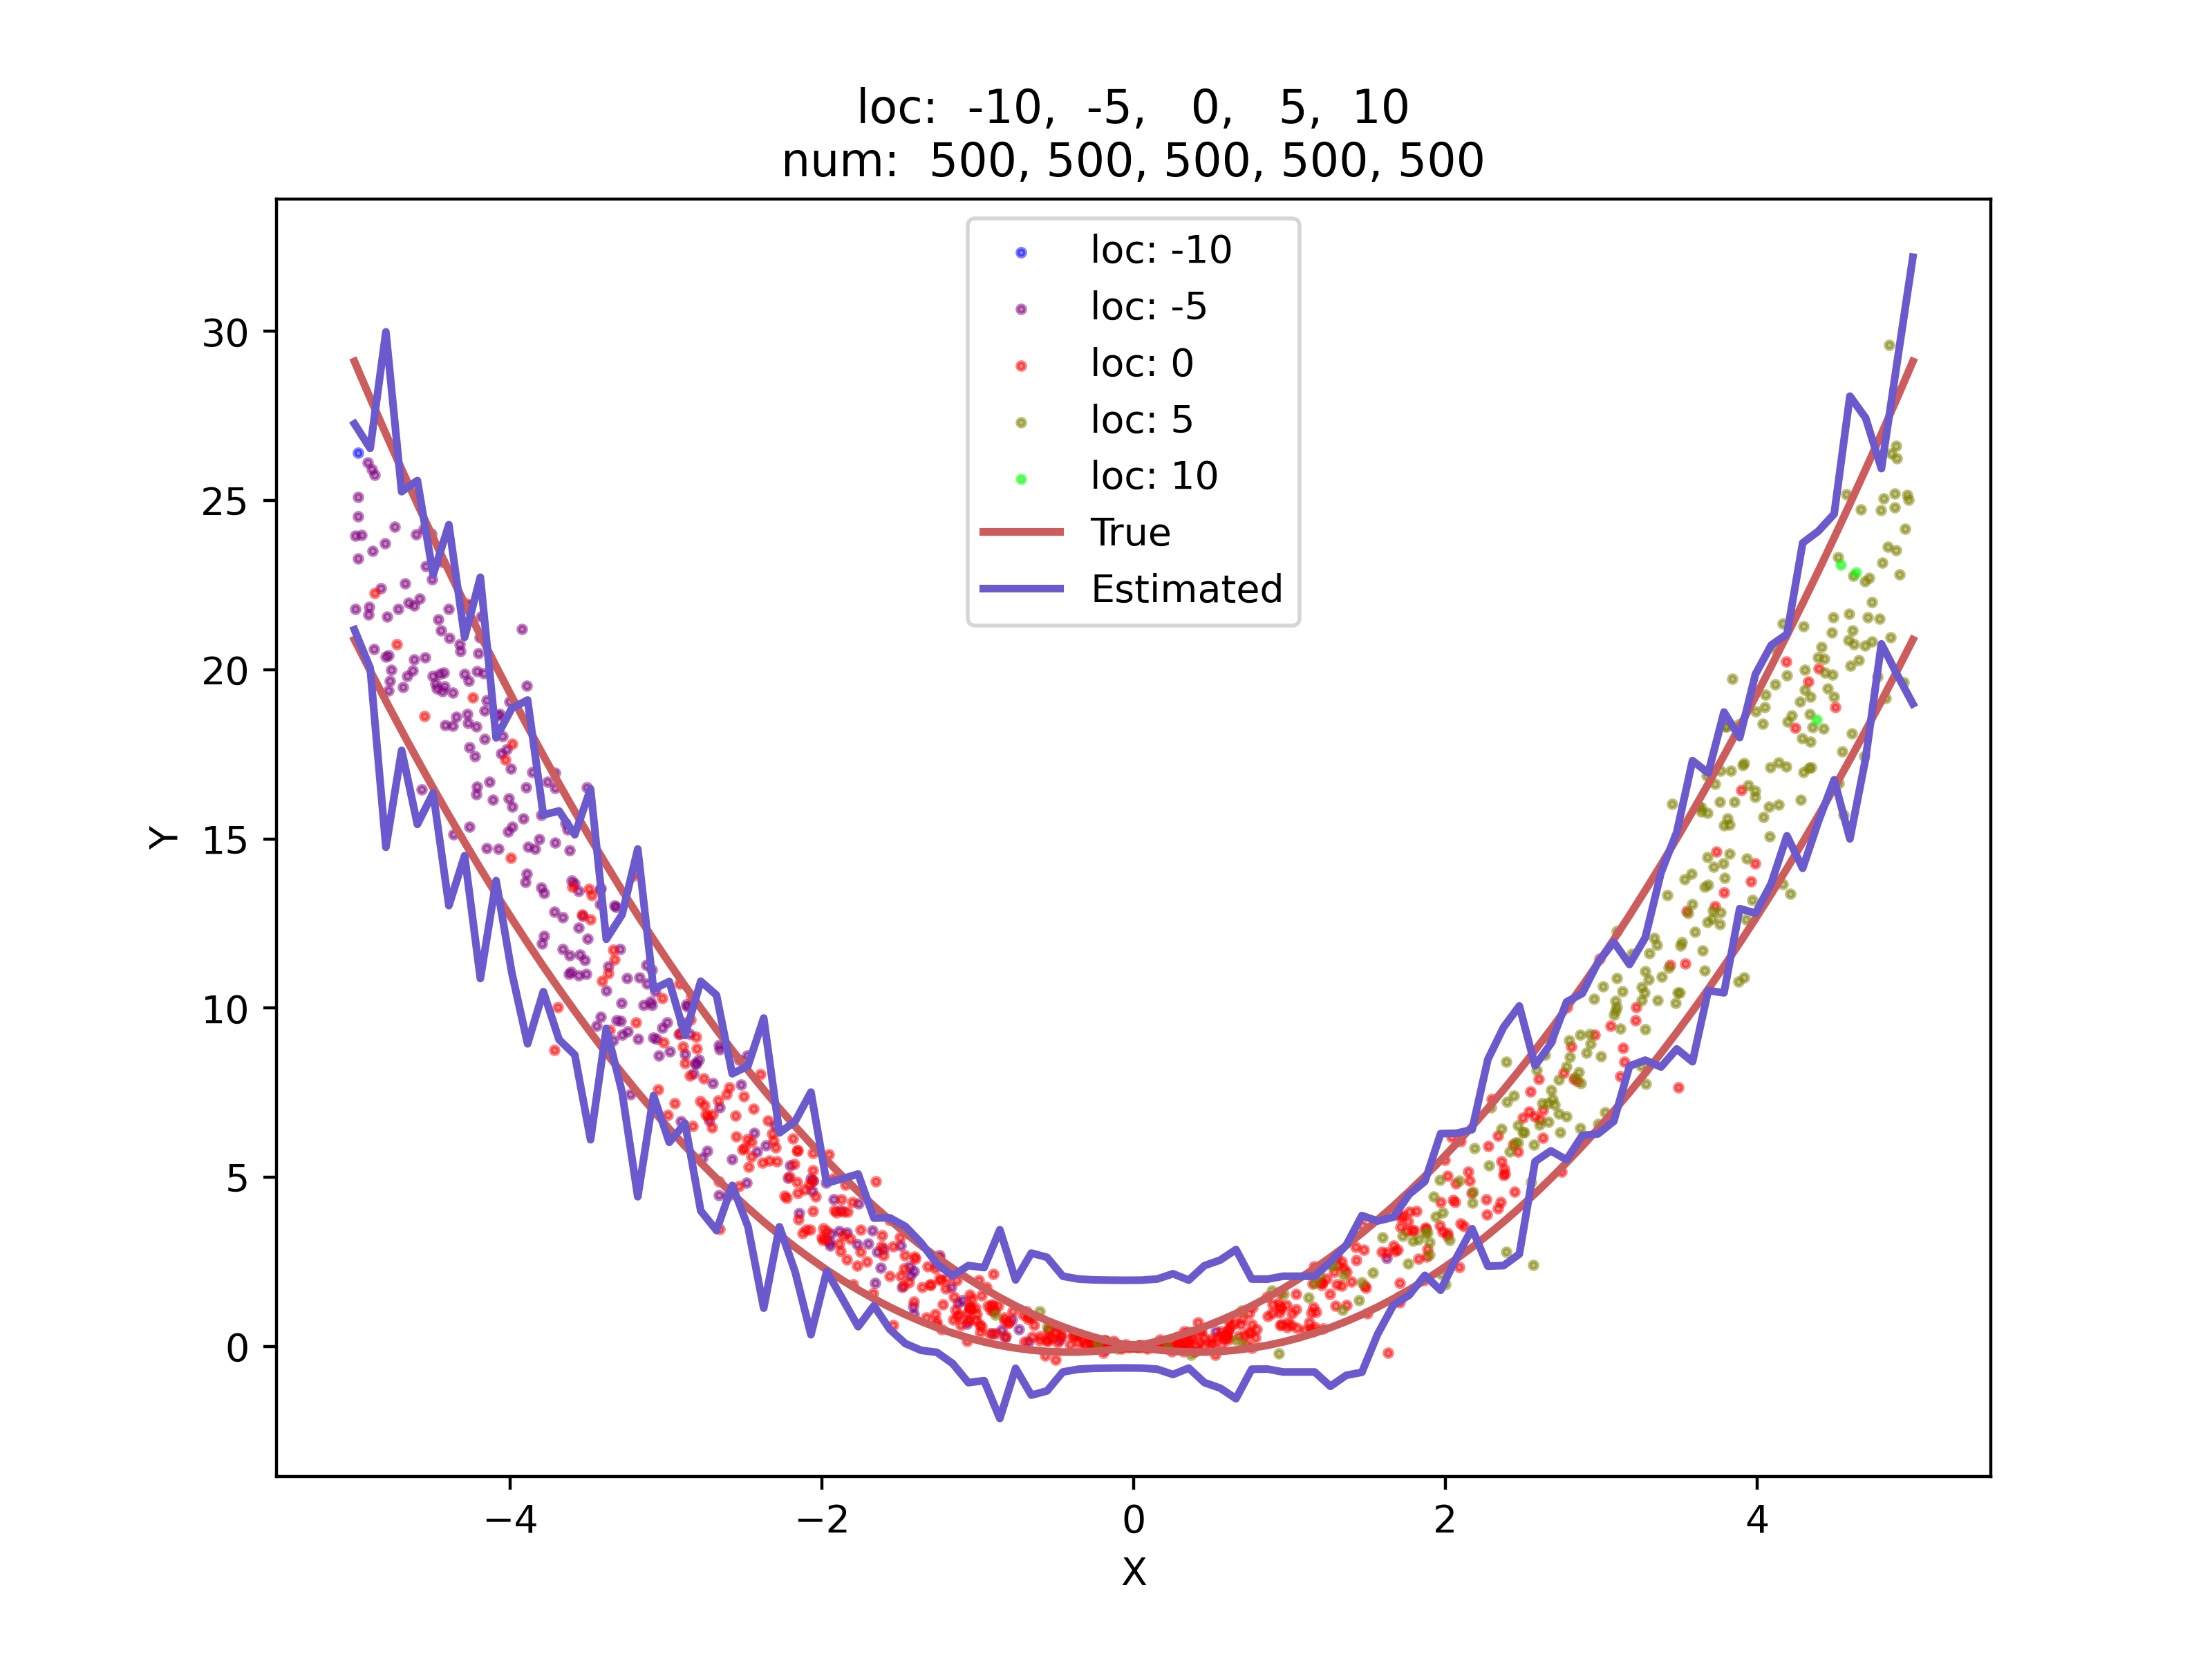 loc:  -10,  -5,   0,   5,  10
num:  500, 500, 500, 500, 500
loc: -10
loc: -5
loc: 0
loc: 5
loc: 10
True
Estimated
30
25
20
15
10
5
0
Y
−4
−2
0
2
4
X